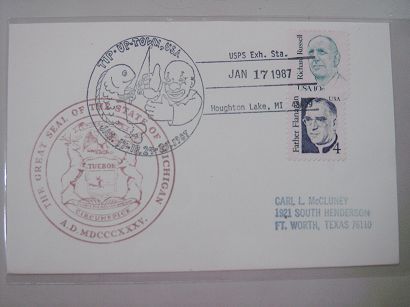 TIP-UP-TOWN, USA
USPS Exh. Sta.
JAN 17 1987
Houghton Lake, MI
Richard Russell
USA 10c
Father Flanagan
USA
4
THE GREAT SEAL OF THE STATE OF MICHIGAN
TUEBOR
CIRCUMSPICE
A.D MDCCCXXXV.
CARL L. McCLUNEY
1921 SOUTH HENDERSON
FT. WORTH, TEXAS 76110